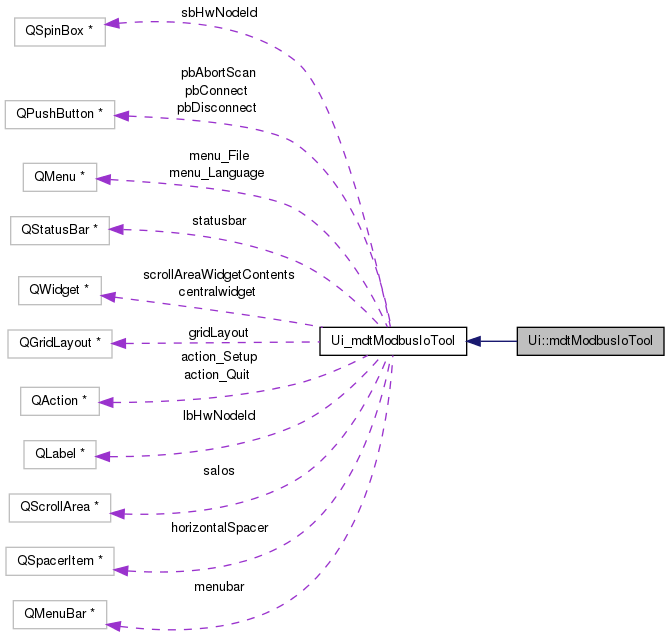 sbHwNodeId
QSpinBox *
pbAbortScan
pbConnect
pbDisconnect
QPushButton *
menu_File
menu_Language
QMenu *
statusbar
QStatusBar *
scrollAreaWidgetContents
centralwidget
QWidget *
gridLayout
QGridLayout *
Ui_mdtModbusIoTool
Ui::mdtModbusIoTool
action_Setup
action_Quit
QAction *
lbHwNodeId
QLabel *
salos
QScrollArea *
horizontalSpacer
QSpacerItem *
menubar
QMenuBar *